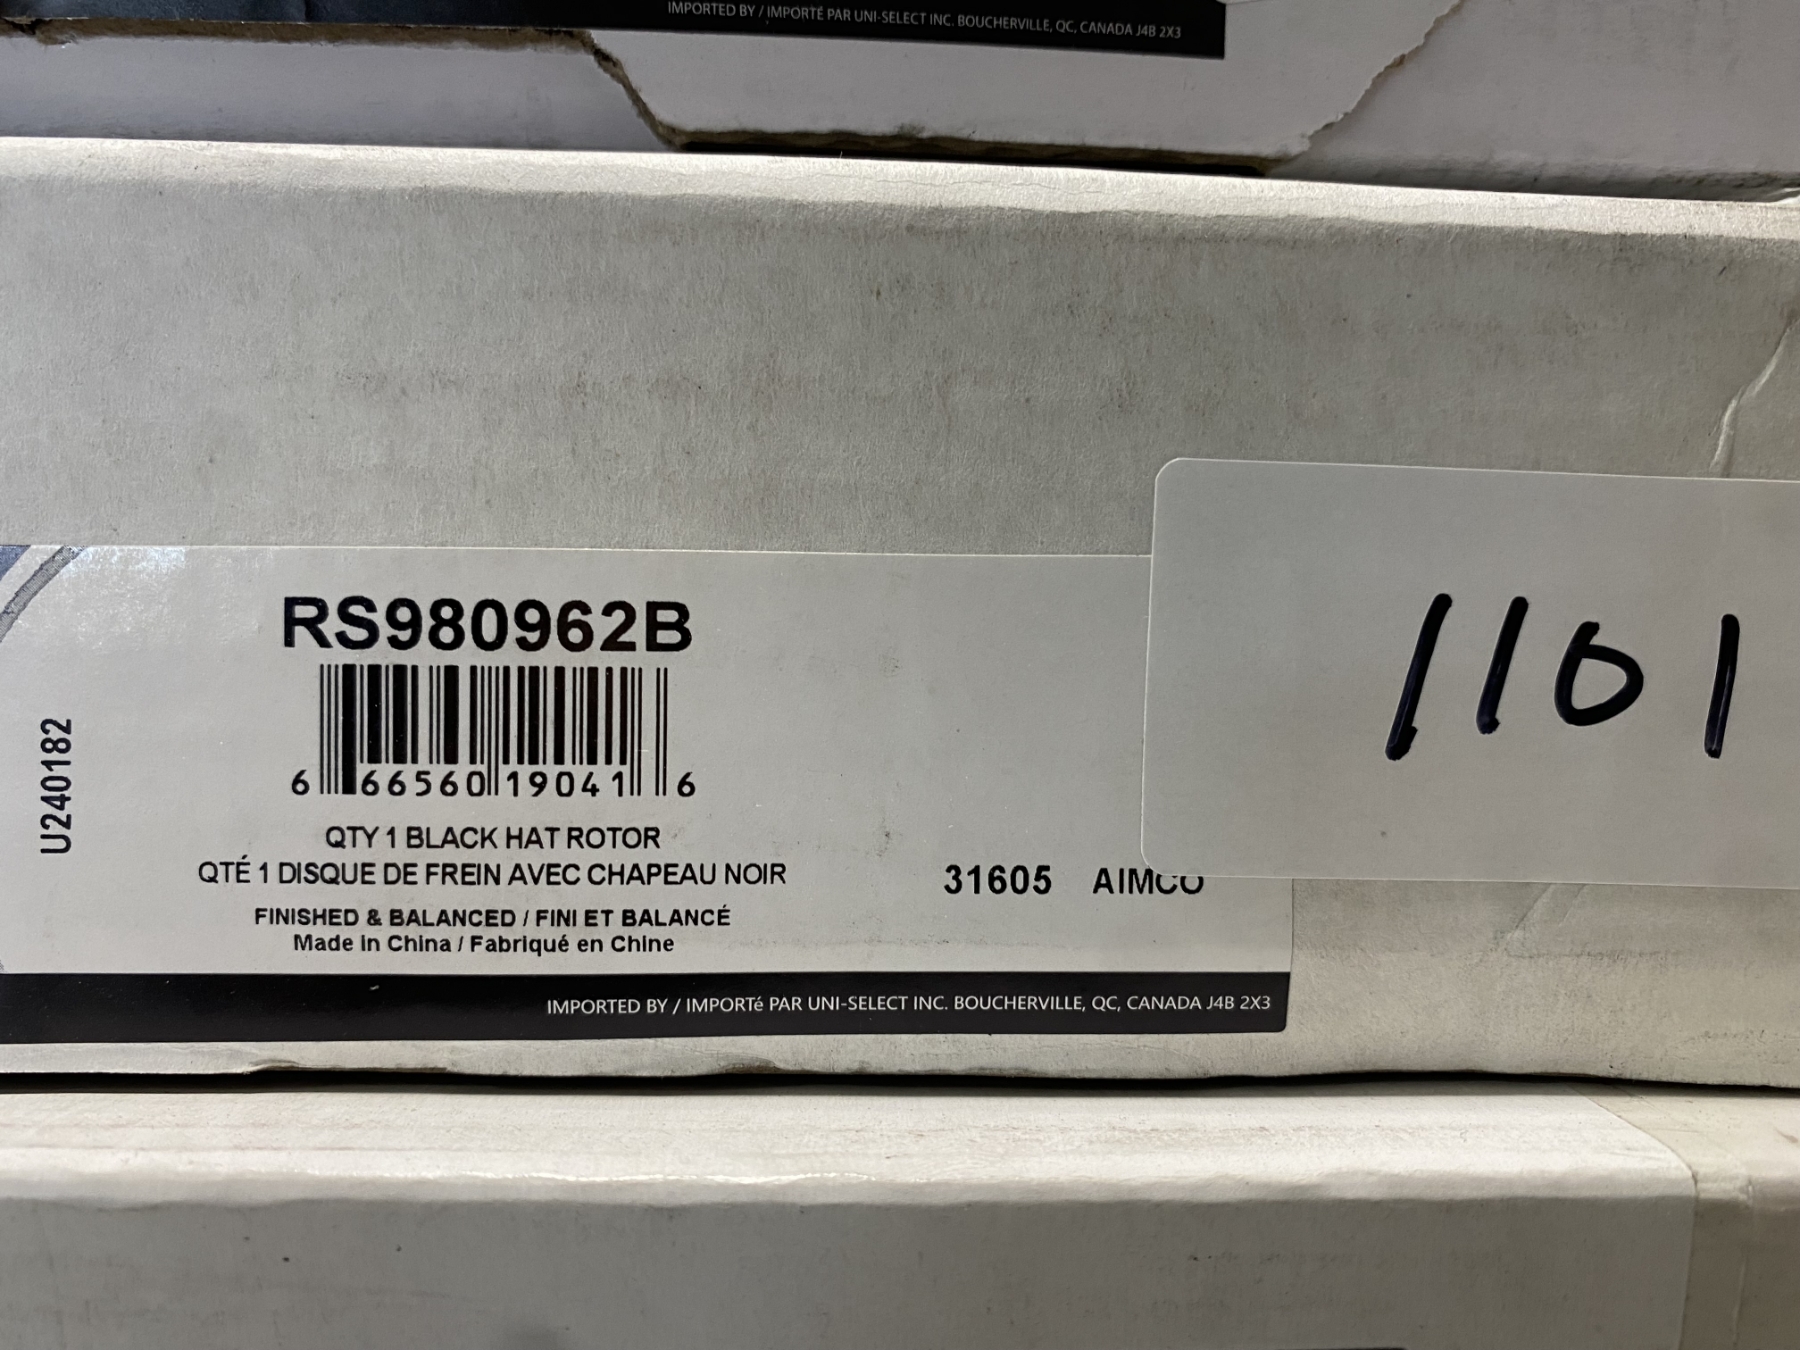 IMPORTED BY / IMPORTÉ PAR UNI-SELECT INC. BOUCHERVILLE, QC, CANADA J4B 2X3
RS980962B
1101
U240182
6 66560 19041 6
QTY 1 BLACK HAT ROTOR
QTÉ 1 DISQUE DE FREIN AVEC CHAPEAU NOIR
31605 AIMCO
FINISHED & BALANCED / FINI ET BALANCÉ
Made in China / Fabriqué en Chine
IMPORTED BY / IMPORTé PAR UNI-SELECT INC. BOUCHERVILLE, QC, CANADA J4B 2X3